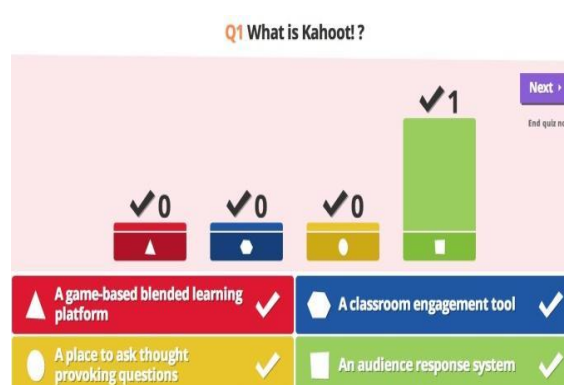 Q1 What is Kahoot! ?
✔1
Next ›
End quiz no
✔0
✔0
✔0
A game-based blended learning
platform
A classroom engagement tool
A place to ask thought
provoking questions
An audience response system